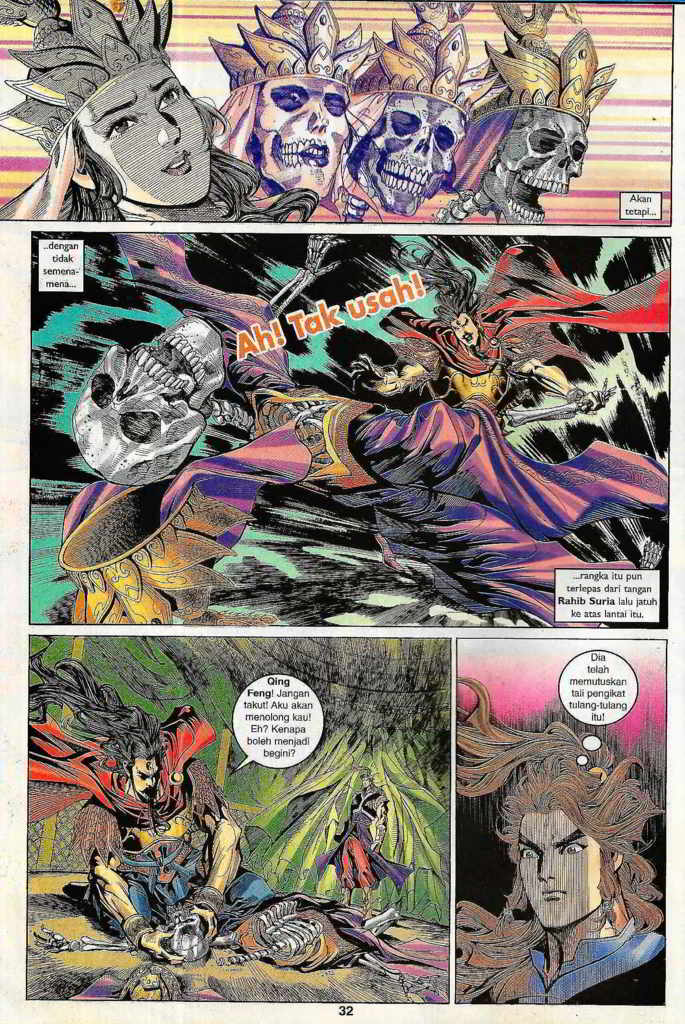 Akan
tetapi...
..dengan
tidak
semena-
mena...
Ah! Tak usah!
...rangka itu pun
terlepas dari tangan
Rahib Suria lalu jatuh
ke atas lantai itu.
Qing
Feng! Jangan
takut! Aku akan
menolong kau!
Eh? Kenapa
boleh menjadi
begini?
Dia
telah
memutuskan
tali pengikat
tulang-tulang
itu!
32